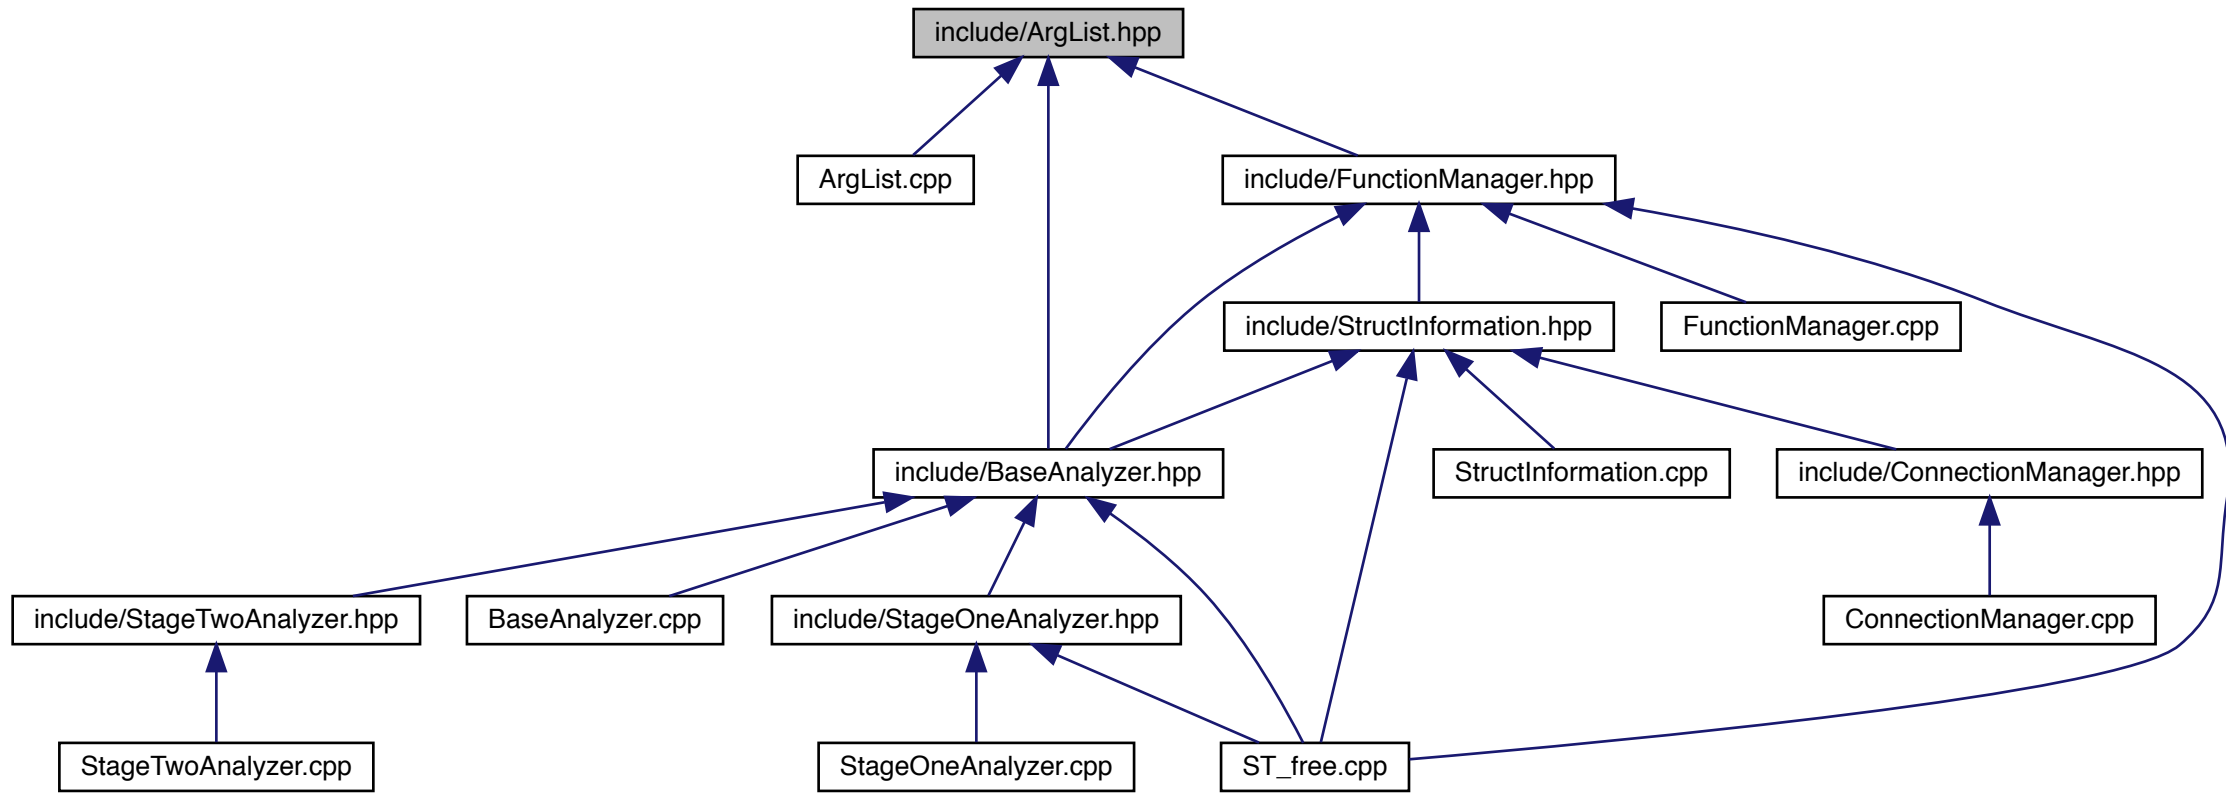 include/ArgList.hpp
ArgList.cpp
include/FunctionManager.hpp
include/StructInformation.hpp
FunctionManager.cpp
include/BaseAnalyzer.hpp
StructInformation.cpp
include/ConnectionManager.hpp
include/StageTwoAnalyzer.hpp
BaseAnalyzer.cpp
include/StageOneAnalyzer.hpp
ConnectionManager.cpp
StageTwoAnalyzer.cpp
StageOneAnalyzer.cpp
ST_free.cpp